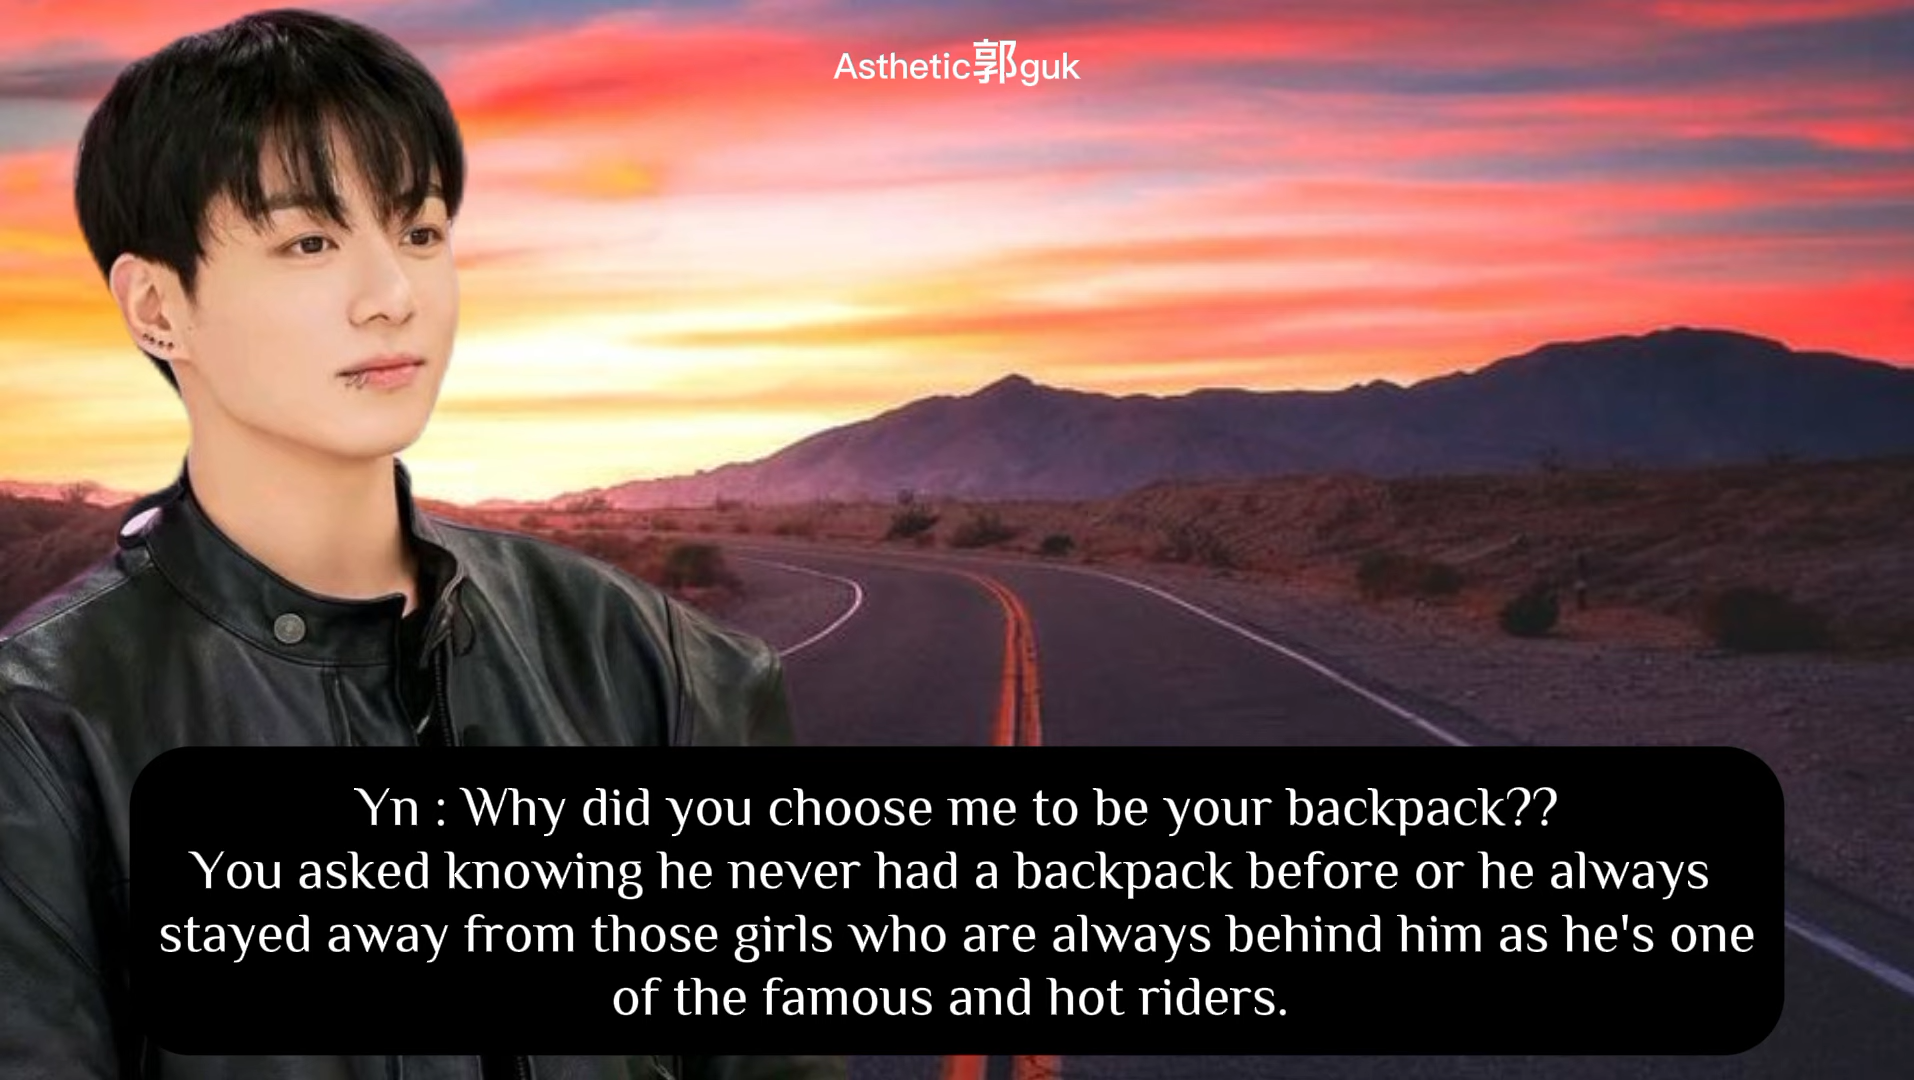 Asthetic郭guk
Yn : Why did you choose me to be your backpack??
You asked knowing he never had a backpack before or he always
stayed away from those girls who are always behind him as he's one
of the famous and hot riders.